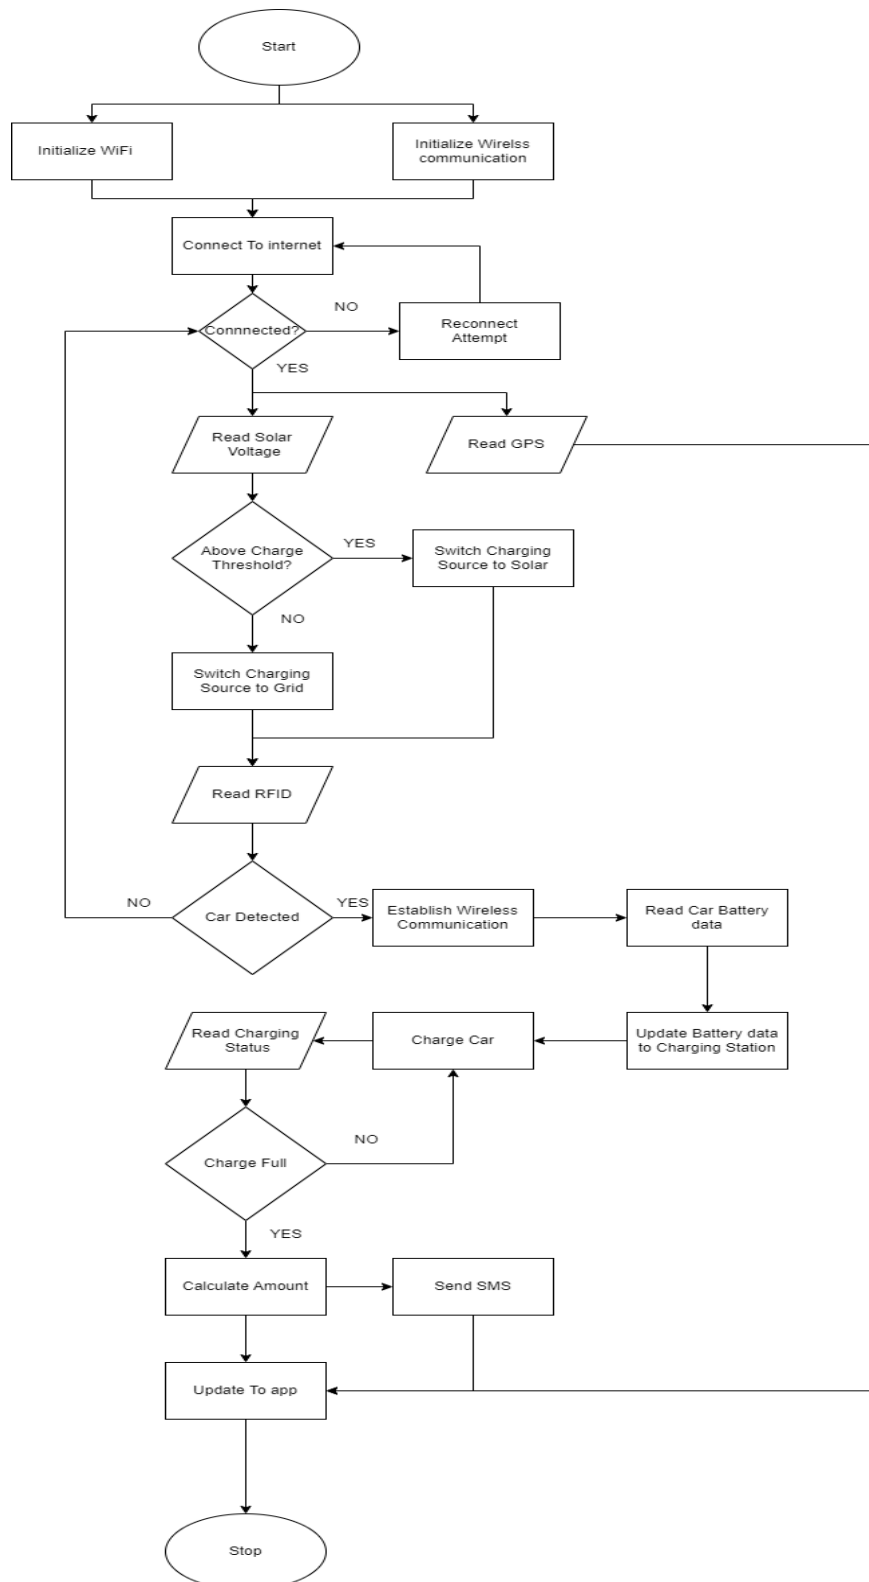 Start
Initialize WiFi
Initialize Wirelss
communication
Connect To internet
Connnected?
NO
Reconnect
Attempt
YES
Read Solar
Voltage
Read GPS
Above Charge
Threshold?
YES
Switch Charging
Source to Solar
NO
Switch Charging
Source to Grid
Read RFID
NO
Car Detected
YES
Establish Wireless
Communication
Read Car Battery
data
Read Charging
Status
Charge Car
Update Battery data
to Charging Station
NO
Charge Full
YES
Calculate Amount
Send SMS
Update To app
Stop